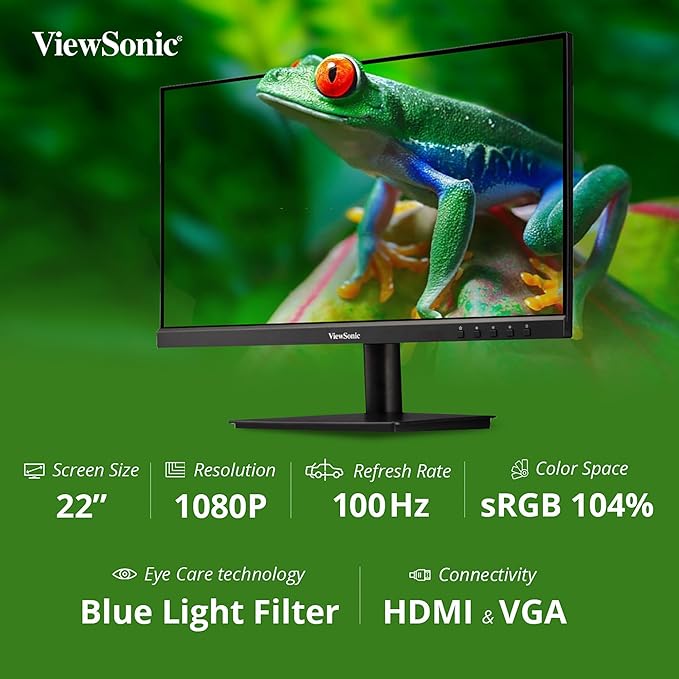 ViewSonic®
ViewSonic
Screen Size
22”
Resolution
1080P
Refresh Rate
100Hz
Color Space
sRGB 104%
Eye Care technology
Blue Light Filter
Connectivity
HDMI & VGA